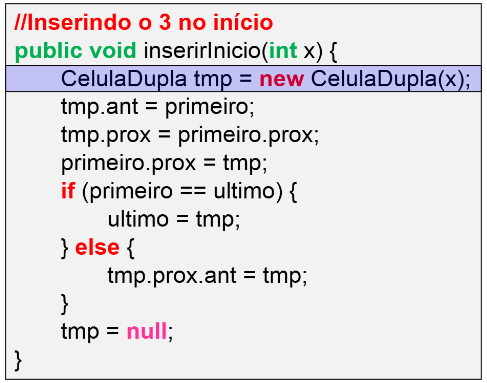 //Inserindo o 3 no início
public void inserirInicio(int x) {
CelulaDupla tmp = new CelulaDupla(x);
tmp.ant = primeiro;
tmp.prox = primeiro.prox;
primeiro.prox = tmp;
if (primeiro == ultimo) {
ultimo = tmp;
} else {
tmp.prox.ant = tmp;
}
tmp = null;
}